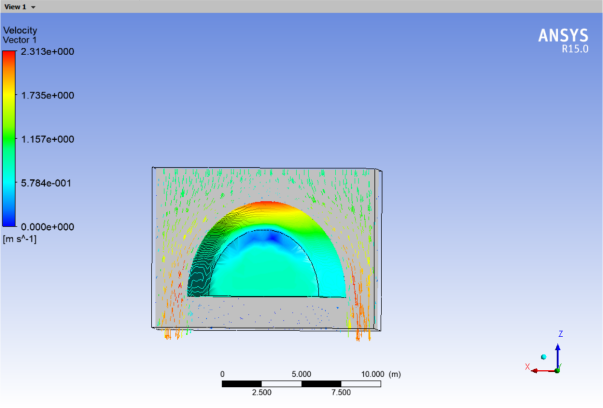 View 1
Velocity
Vector 1
2.313e+000
1.735e+000
1.157e+000
5.784e-001
0.000e+000
[m s^-1]
ANSYS
R15.0
0 5.000 10.000 (m)
2.500 7.500
Z
X